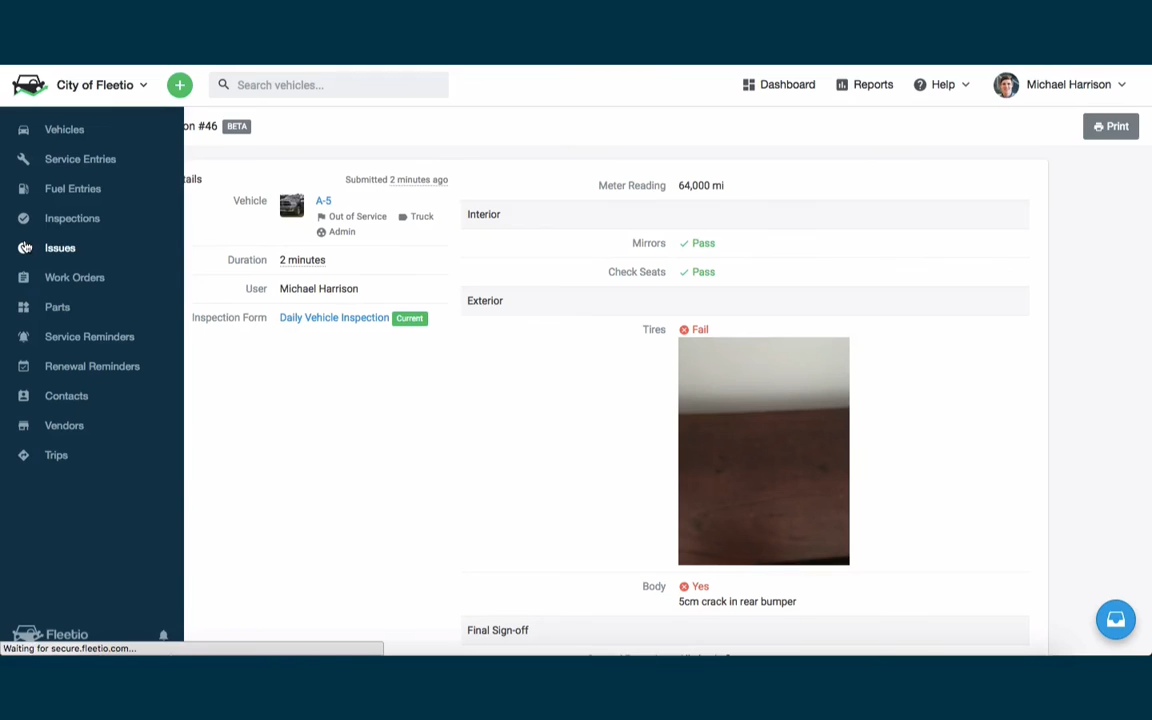 City of Fleetio
+
Search vehicles...
Dashboard
Reports
Help
Michael Harrison
Vehicles
Service Entries
Fuel Entries
Inspections
Issues
Work Orders
Parts
Service Reminders
Renewal Reminders
Contacts
Vendors
Trips
Fleetio
Waiting for secure.fleetio.com...
on #46 BETA
Print
tails
Submitted 2 minutes ago
Vehicle A-5
Out of Service Truck
Admin
Duration 2 minutes
User Michael Harrison
Inspection Form Daily Vehicle Inspection Current
Meter Reading 64,000 mi
Interior
Mirrors Pass
Check Seats Pass
Exterior
Tires Fail
Body Yes
5cm crack in rear bumper
Final Sign-off